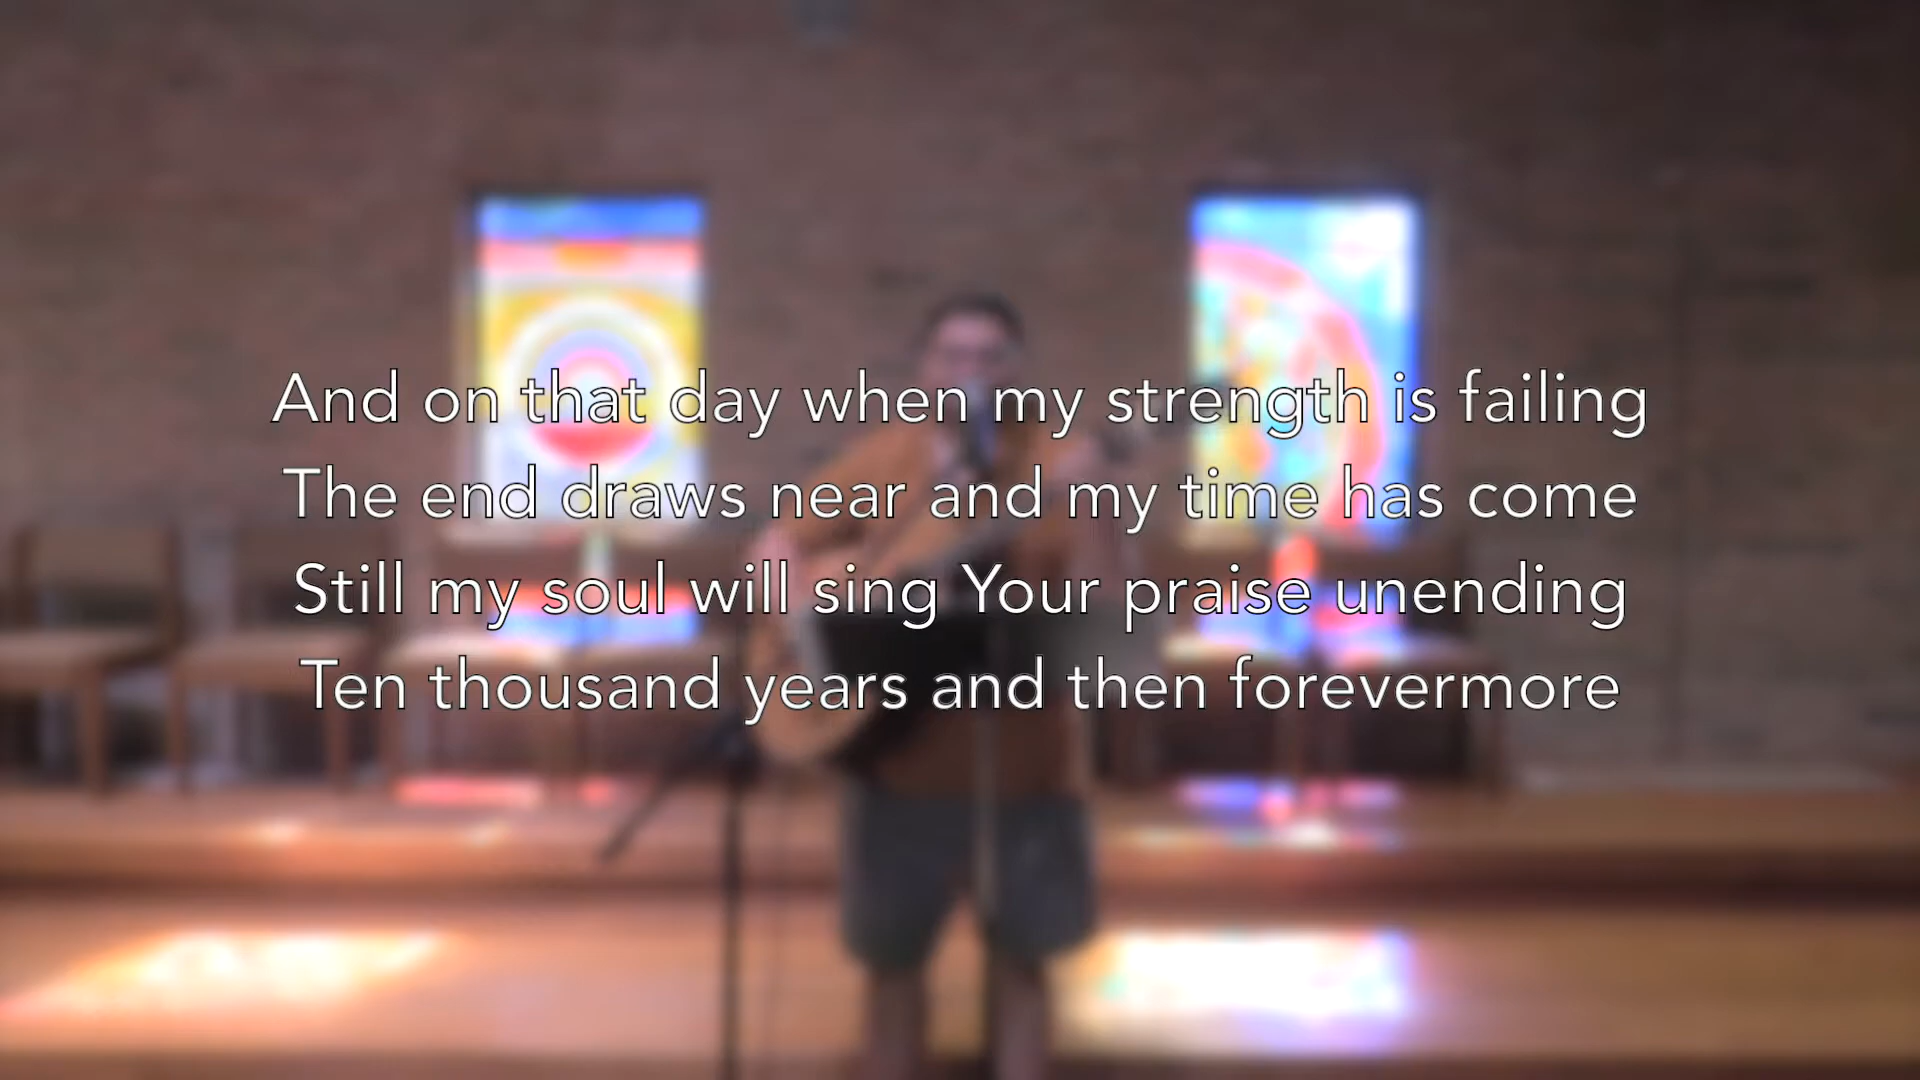 And on that day when my strength is failing
The end draws near and my time has come
Still my soul will sing Your praise unending
Ten thousand years and then forevermore